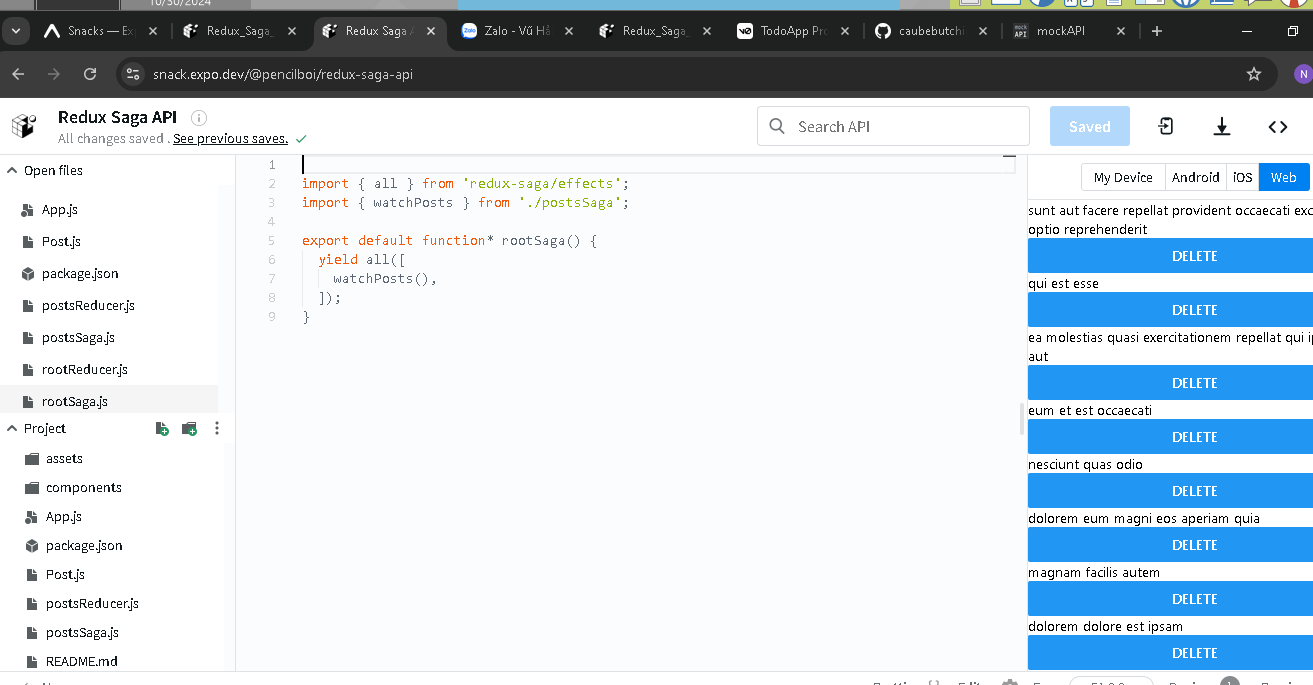 10/30/2024
Snacks — Ex
Redux_Saga_
Redux Saga A
Zalo - Vũ Hả
Redux_Saga_
TodoApp Pro
caubebutchi
mockAPI
snack.expo.dev/@pencilboi/redux-saga-api
N
Redux Saga API
All changes saved . See previous saves.
Search API
Saved
Open files
App.js
Post.js
package.json
postsReducer.js
postsSaga.js
rootReducer.js
rootSaga.js
Project
assets
components
App.js
package.json
Post.js
postsReducer.js
postsSaga.js
README.md
1
2 import { all } from 'redux-saga/effects';
3 import { watchPosts } from './postsSaga';
4
5 export default function* rootSaga() {
6 yield all([
7 watchPosts(),
8 ]);
9 }
My Device Android iOS Web
sunt aut facere repellat provident occaecati exc
optio reprehenderit
DELETE
qui est esse
DELETE
ea molestias quasi exercitationem repellat qui i
aut
DELETE
eum et est occaecati
DELETE
nesciunt quas odio
DELETE
dolorem eum magni eos aperiam quia
DELETE
magnam facilis autem
DELETE
dolorem dolore est ipsam
DELETE